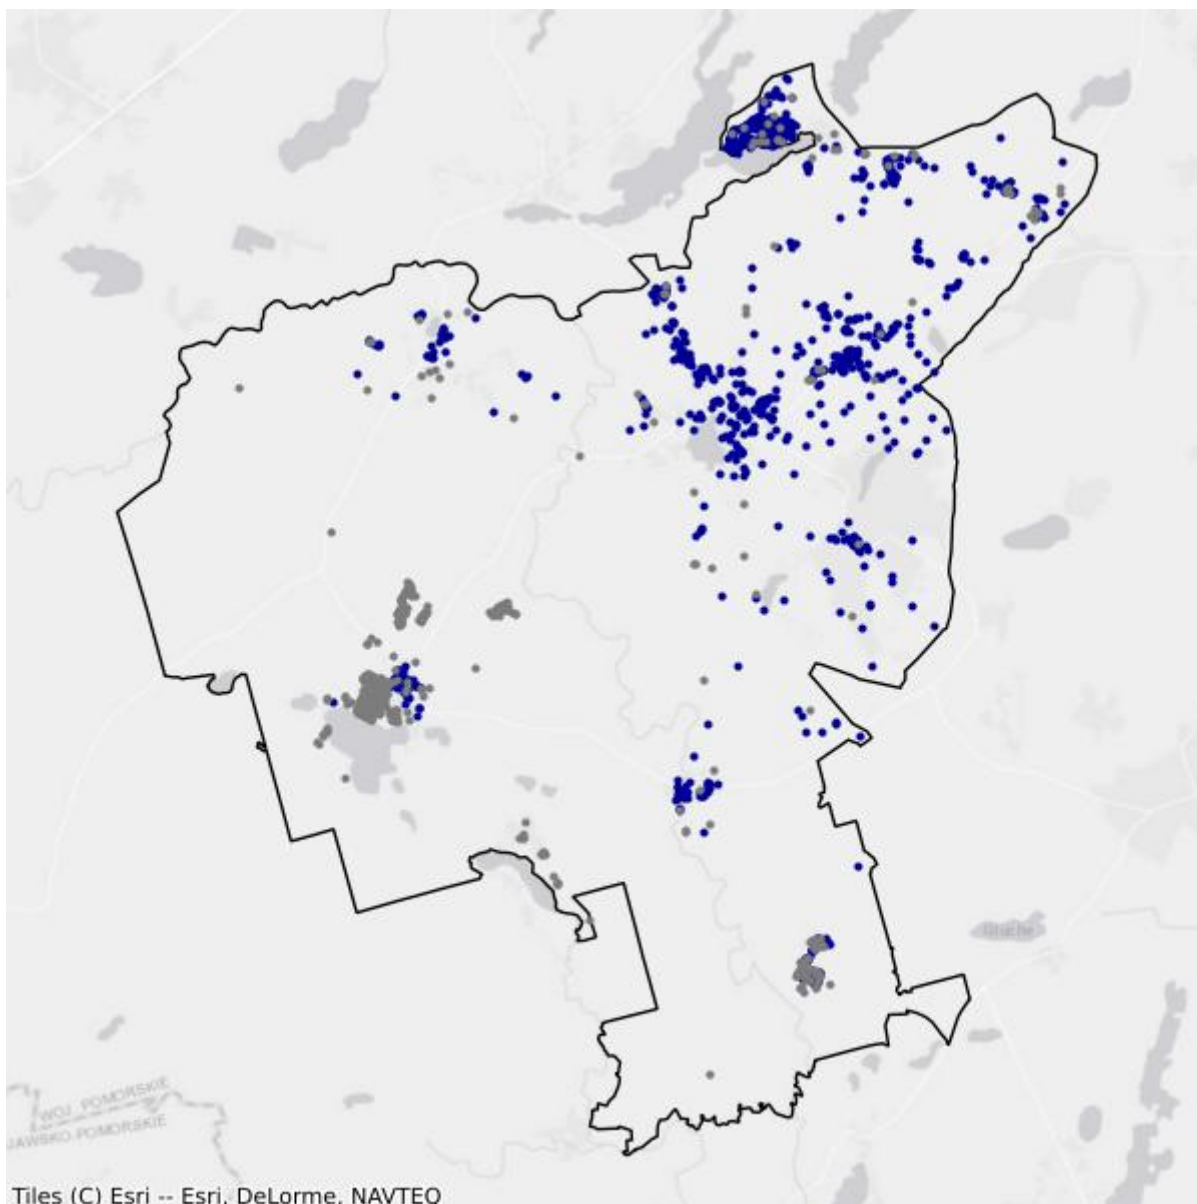 WOJ. POMORSKIE
JAWSKO-POMORSKIE
Tiles (C) Esri -- Esri, DeLorme, NAVTEQ